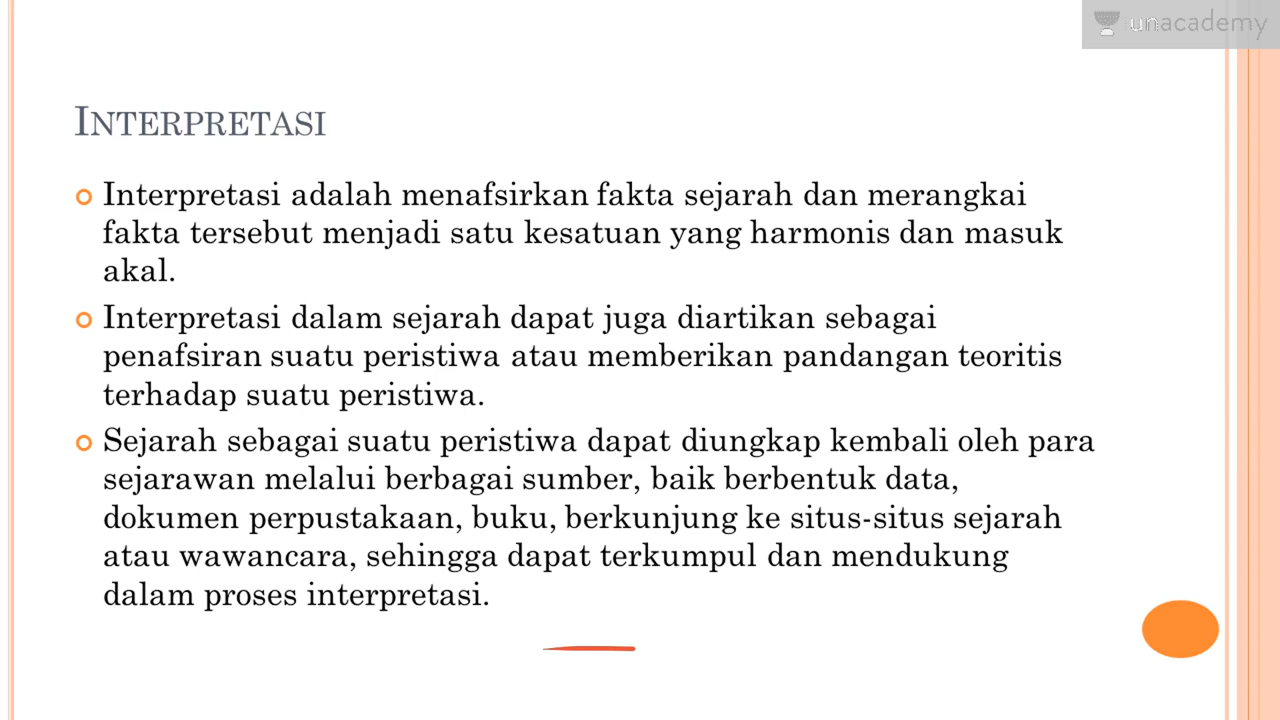 unacademy
INTERPRETASI
Interpretasi adalah menafsirkan fakta sejarah dan merangkai
fakta tersebut menjadi satu kesatuan yang harmonis dan masuk
akal.
Interpretasi dalam sejarah dapat juga diartikan sebagai
penafsiran suatu peristiwa atau memberikan pandangan teoritis
terhadap suatu peristiwa.
Sejarah sebagai suatu peristiwa dapat diungkap kembali oleh para
sejarawan melalui berbagai sumber, baik berbentuk data,
dokumen perpustakaan, buku, berkunjung ke situs-situs sejarah
atau wawancara, sehingga dapat terkumpul dan mendukung
dalam proses interpretasi.